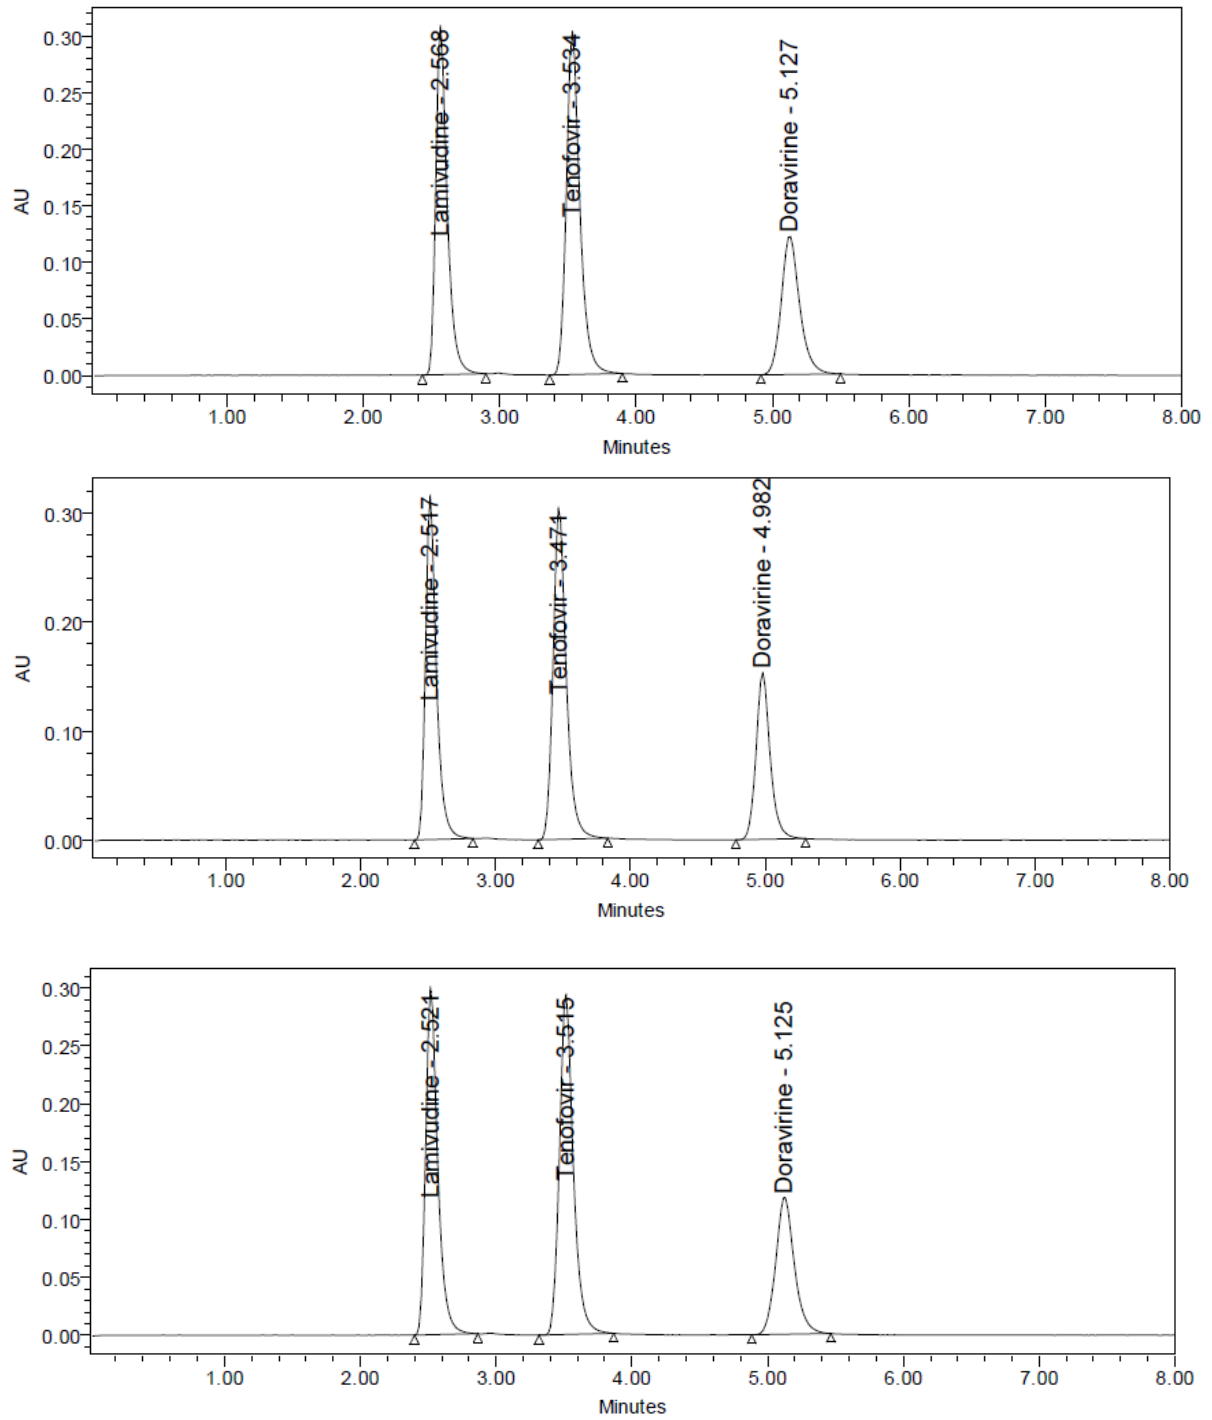 0.30
0.25
0.20
0.15
0.10
0.05
0.00
AU
Lamivudine - 2.568
Tenofovir - 3.534
Doravirine - 5.127
1.00 2.00 3.00 4.00 5.00 6.00 7.00 8.00
Minutes
0.30
0.20
0.10
0.00
AU
Lamivudine - 2.517
Tenofovir - 3.471
Doravirine - 4.982
1.00 2.00 3.00 4.00 5.00 6.00 7.00 8.00
Minutes
0.30
0.25
0.20
0.15
0.10
0.05
0.00
AU
Lamivudine - 2.521
Tenofovir - 3.515
Doravirine - 5.125
1.00 2.00 3.00 4.00 5.00 6.00 7.00 8.00
Minutes